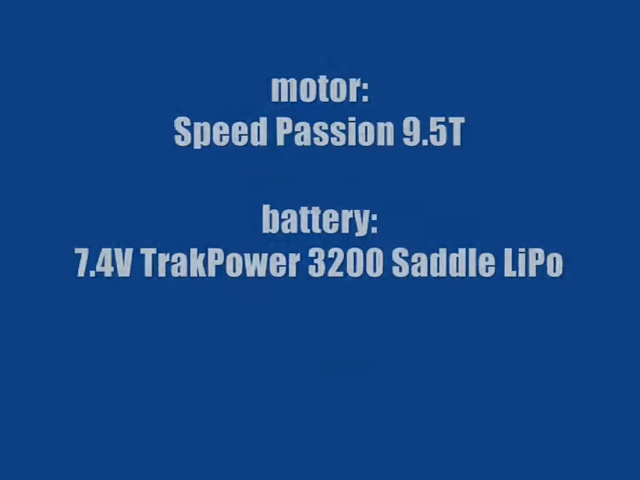 motor:
Speed Passion 9.5T
battery:
7.4V TrakPower 3200 Saddle LiPo